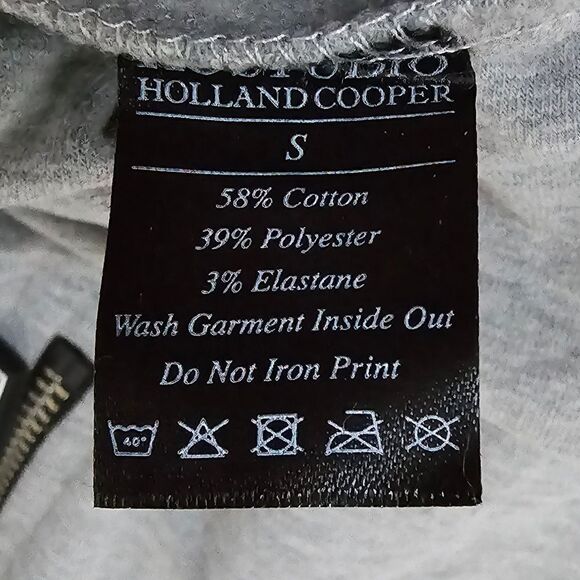 HOLLAND COOPER
S
58% Cotton
39% Polyester
3% Elastane
Wash Garment Inside Out
Do Not Iron Print
40°